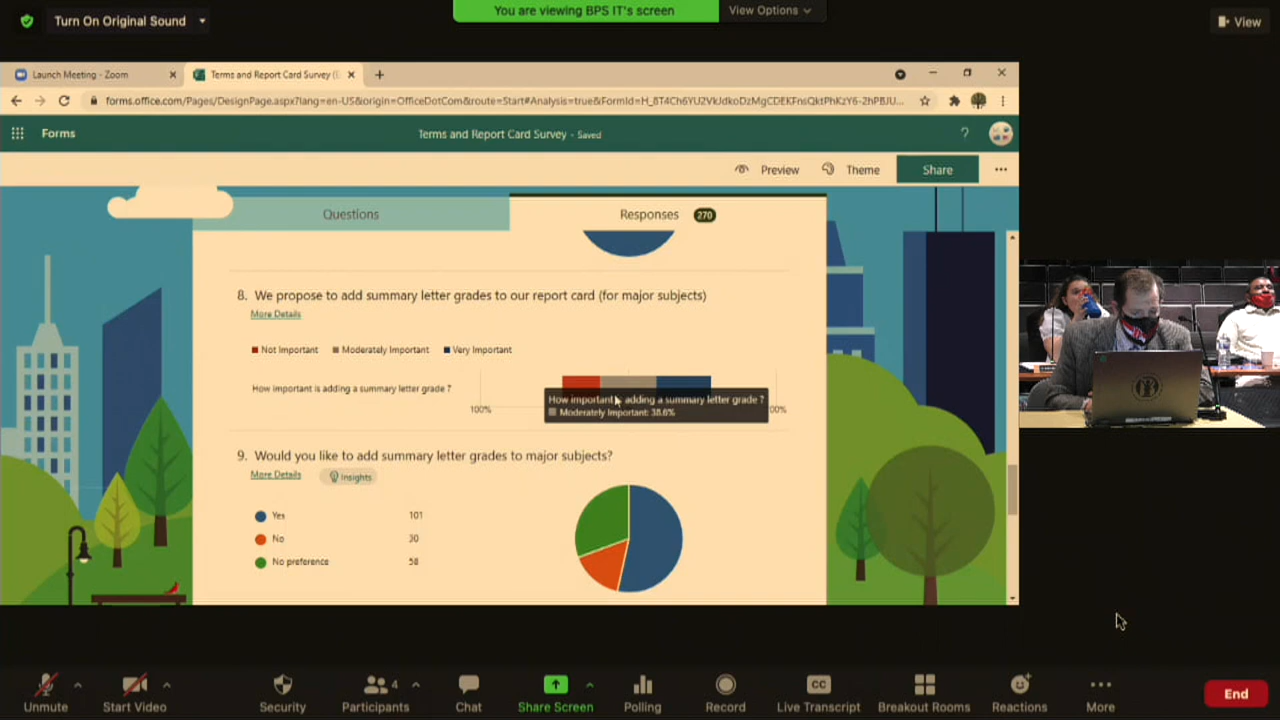 Turn On Original Sound
You are viewing BPS IT's screen
View Options
View
Launch Meeting - Zoom
Terms and Report Card Survey (
Forms
Terms and Report Card Survey - Saved
?
Preview
Theme
Share
Questions
Responses
270
8. We propose to add summary letter grades to our report card (for major subjects)
More Details
Not Important
Moderately Important
Very Important
How important is adding a summary letter grade ?
100%
How important adding a summary letter grade ?
Moderately Important: 38.6%
00%
9. Would you like to add summary letter grades to major subjects?
More Details
Insights
Yes 101
No 30
No preference 58
Unmute
Start Video
Security
4
Participants
Chat
Share Screen
Polling
Record
CC
Live Transcript
Breakout Rooms
Reactions
More
End